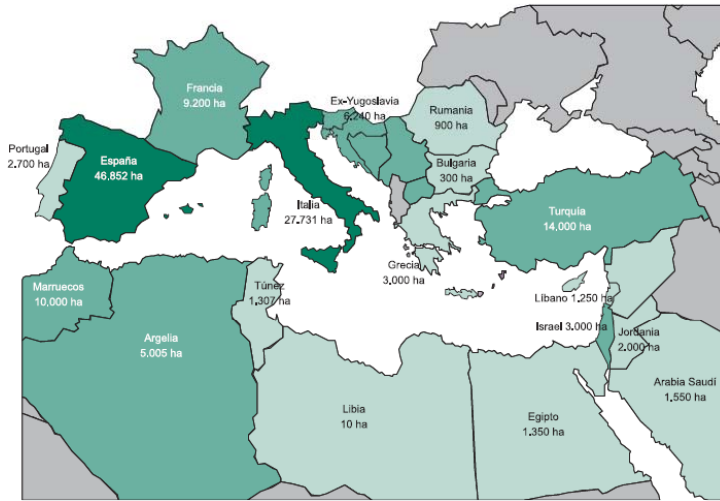 Francia
9.200 ha
Ex-Yugoslavia
6.240 ha
Rumania
900 ha
Portugal
2.700 ha
España
46.852 ha
Bulgaria
300 ha
Italia
27.731 ha
Turquía
14,000 ha
Grecia
3.000 ha
Marruecos
10,000 ha
Túnez
1.307 ha
Líbano 1.250 ha
Israel 3.000 ha
Jordania
2.000 ha
Argelia
5.005 ha
Arabia Saudí
1,550 ha
Libia
10 ha
Egipto
1.350 ha